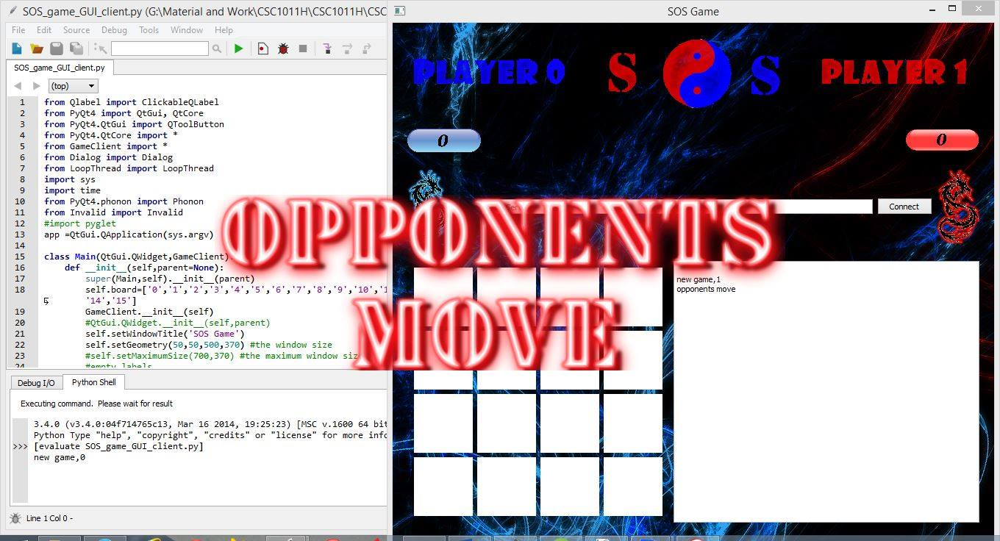 SOS_game_GUI_client.py (G:\Material and Work\CSC1011H\CSC1011H\CSC
File Edit Source Debug Tools Window Help
SOS_game_GUI_client.py
(top)
1 from Qlabel import ClickableQLabel
2 from PyQt4 import QtGui, QtCore
3 from PyQt4.QtGui import QToolButton
4 from PyQt4.QtCore import *
5 from GameClient import *
6 from Dialog import Dialog
7 from LoopThread import LoopThread
8 import sys
9 import time
10 from PyQt4.phonon import Phonon
11 from Invalid import Invalid
12 #import pyglet
13 app =QtGui.QApplication(sys.argv)
14
15 class Main(QtGui.QWidget,GameClient):
16 def __init__(self,parent=None):
17 super(Main,self).__init__(parent)
18 self.board=['0','1','2','3','4','5','6','7','8','9','10','1
'14','15']
19 GameClient.__init__(self)
20 #QtGui.QWidget.__init__(self,parent)
21 self.setWindowTitle('SOS Game')
22 self.setGeometry(50,50,500,370) #the window size
23 #self.setMaximumSize(700,370) #the maximum window siz
24 #empty labels
Debug I/O Python Shell
Executing command. Please wait for result
3.4.0 (v3.4.0:04f714765c13, Mar 16 2014, 19:25:23) [MSC v.1600 64 bit
Python Type "help", "copyright", "credits" or "license" for more info
>>> [evaluate SOS_game_GUI_client.py]
new game,0
Line 1 Col 0 -
SOS Game
PLAYER 0 S S PLAYER 1
0 0
Connect
OPPONENTS
MOVE
new game,1
opponents move